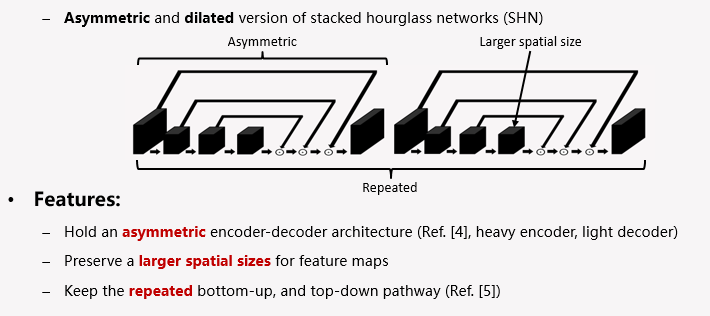 – Asymmetric and dilated version of stacked hourglass networks (SHN)
Asymmetric
Larger spatial size
Repeated
• Features:
– Hold an asymmetric encoder-decoder architecture (Ref. [4], heavy encoder, light decoder)
– Preserve a larger spatial sizes for feature maps
– Keep the repeated bottom-up, and top-down pathway (Ref. [5])